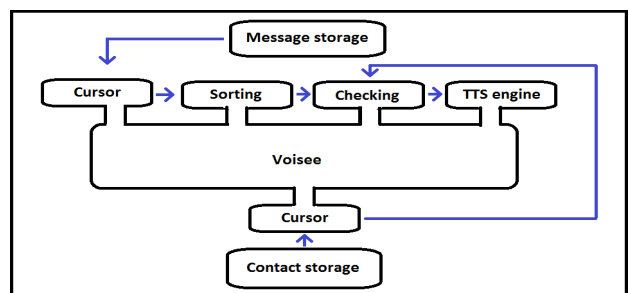 Message storage
Cursor
Sorting
Checking
TTS engine
Voisee
Cursor
Contact storage